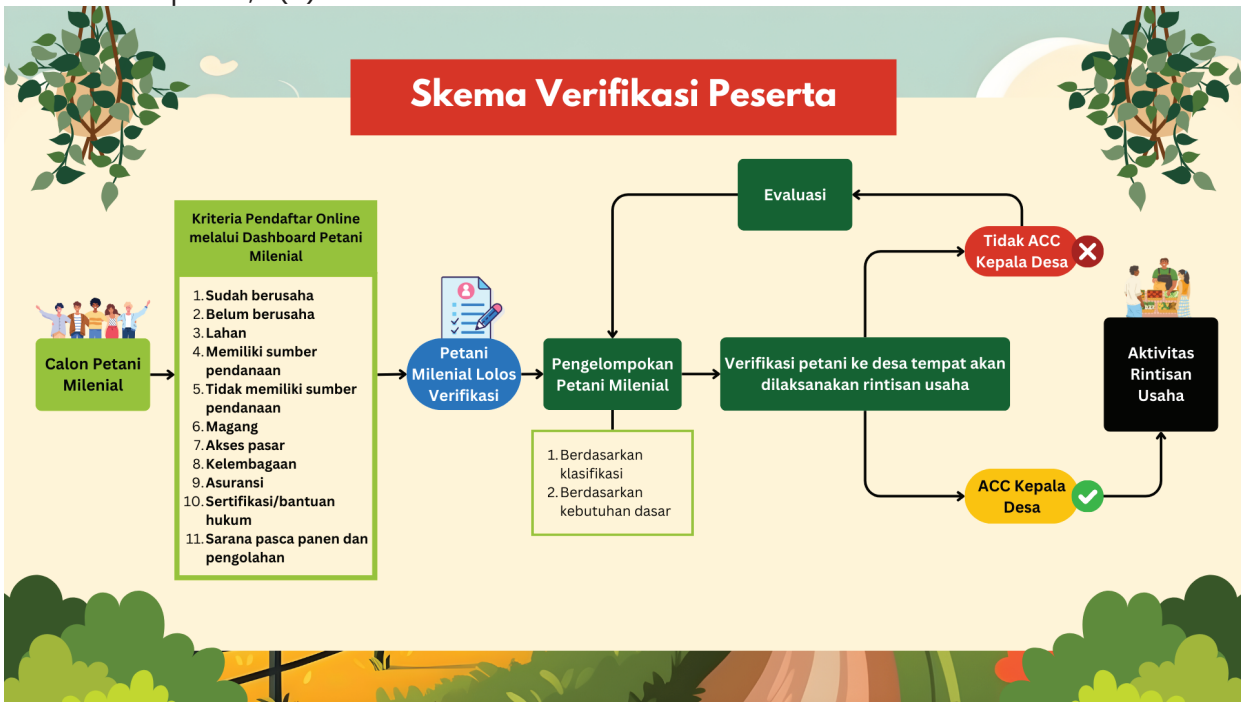 Skema Verifikasi Peserta
Calon Petani
Milenial
Kriteria Pendaftar Online
melalui Dashboard Petani
Milenial
1. Sudah berusaha
2. Belum berusaha
3. Lahan
4. Memiliki sumber
pendanaan
5. Tidak memiliki sumber
pendanaan
6. Magang
7. Akses pasar
8. Kelembagaan
9. Asuransi
10. Sertifikasi/bantuan
hukum
11. Sarana pasca panen dan
pengolahan
Petani
Milenial Lolos
Verifikasi
Pengelompokan
Petani Milenial
1. Berdasarkan
klasifikasi
2. Berdasarkan
kebutuhan dasar
Verifikasi petani ke desa tempat akan
dilaksanakan rintisan usaha
Evaluasi
Tidak ACC
Kepala Desa
ACC Kepala
Desa
Aktivitas
Rintisan
Usaha